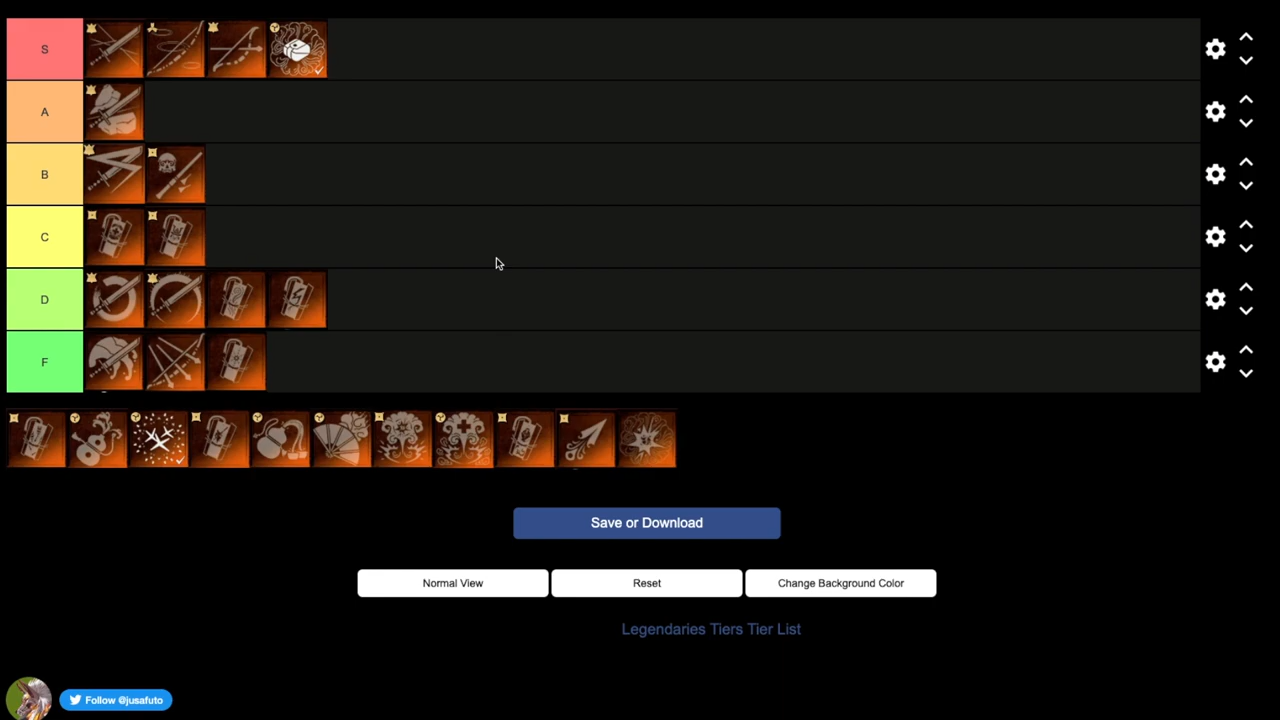 S
A
B
C
D
F
Save or Download
Normal View
Reset
Change Background Color
Legendaries Tiers Tier List
Follow @jusafuto